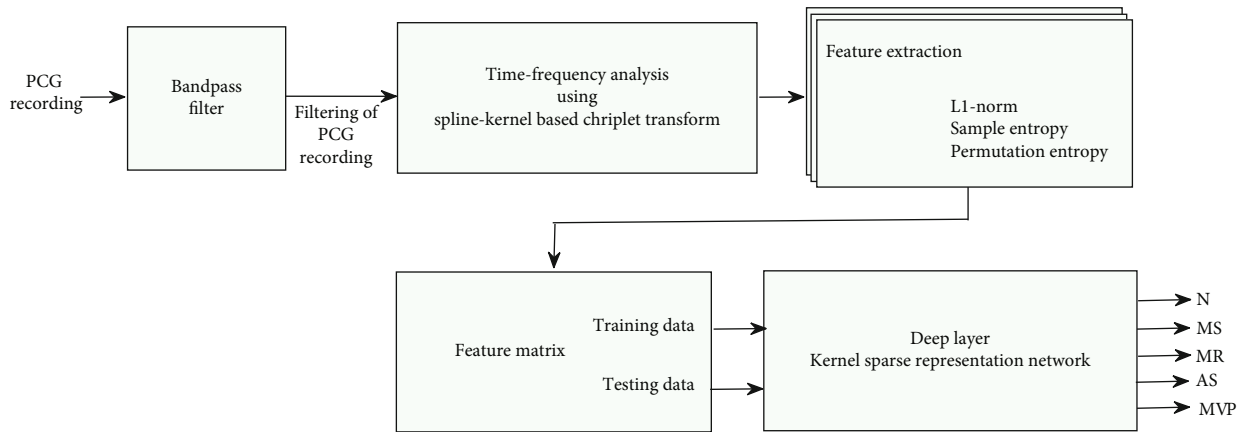 PCG
recording
Bandpass
filter
Filtering of
PCG
recording
Time-frequency analysis
using
spline-kernel based chriplet transform
Feature extraction
L1-norm
Sample entropy
Permutation entropy
Feature matrix
Training data
Testing data
Deep layer
Kernel sparse representation network
N
MS
MR
AS
MVP